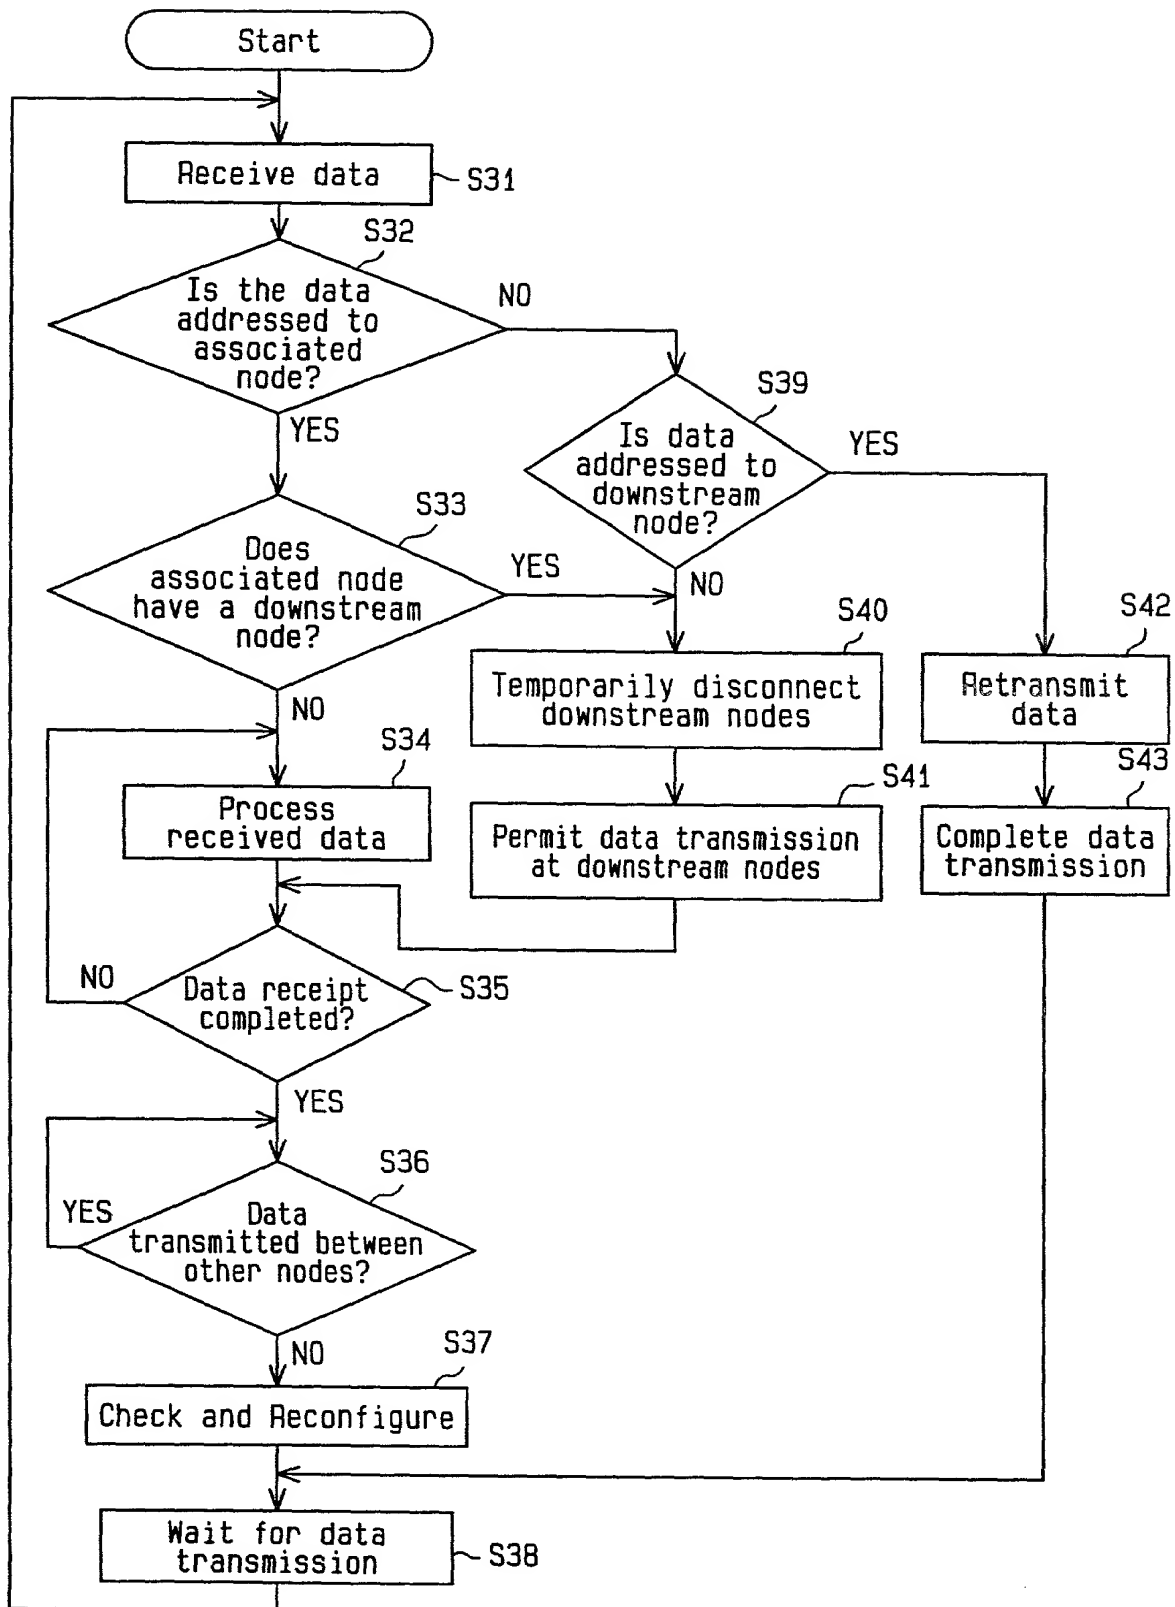 Start
Receive data
S31
S32
Is the data
addressed to
associated
node?
NO
YES
S39
Is data
addressed to
downstream
node?
YES
NO
S33
Does
associated node
have a downstream
node?
YES
NO
S40
Temporarily disconnect
downstream nodes
S42
Retransmit
data
S34
Process
received data
S41
Permit data transmission
at downstream nodes
S43
Complete data
transmission
NO
Data receipt
completed?
S35
YES
S36
YES
Data
transmitted between
other nodes?
NO
S37
Check and Reconfigure
Wait for data
transmission
S38